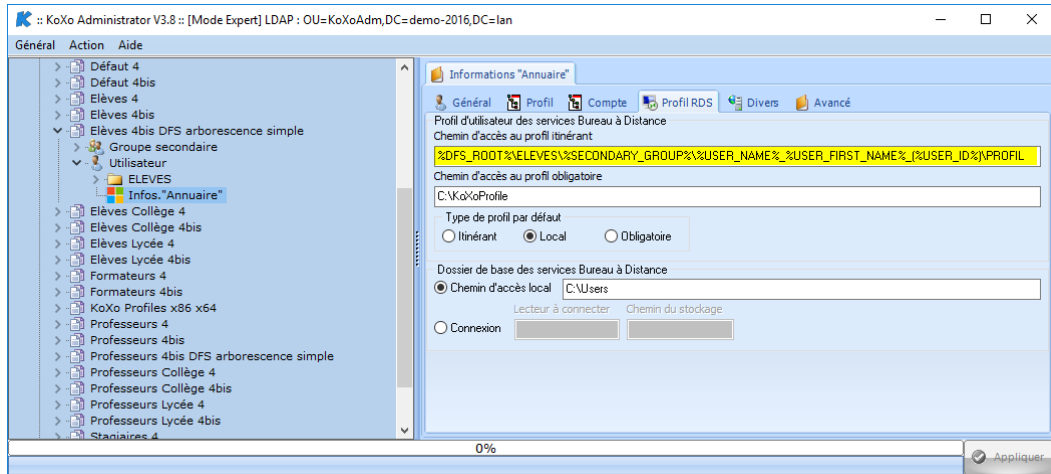 :: KoXo Administrator V3.8 :: [Mode Expert] LDAP : OU=KoXoAdm,DC=demo-2016,DC=lan
Général Action Aide
Défaut 4
Défaut 4bis
Elèves 4
Elèves 4bis
Elèves 4bis DFS arborescence simple
Groupe secondaire
Utilisateur
ELEVES
Infos."Annuaire"
Elèves Collège 4
Elèves Collège 4bis
Elèves Lycée 4
Elèves Lycée 4bis
Formateurs 4
Formateurs 4bis
KoXo Profiles x86 x64
Professeurs 4
Professeurs 4bis
Professeurs 4bis DFS arborescence simple
Professeurs Collège 4
Professeurs Collège 4bis
Professeurs Lycée 4
Professeurs Lycée 4bis
Stagiaires 4
Informations "Annuaire"
Général Profil Compte Profil RDS Divers Avancé
Profil d'utilisateur des services Bureau à Distance
Chemin d'accès au profil itinérant
%DFS_ROOT%\ELEVES\%SECONDARY_GROUP%\%USER_NAME%_%USER_FIRST_NAME%_(%USER_ID%)\PROFIL
Chemin d'accès au profil obligatoire
C:\KoXoProfile
Type de profil par défaut
Itinérant Local Obligatoire
Dossier de base des services Bureau à Distance
Chemin d'accès local C:\Users
Lecteur à connecter Chemin du stockage
Connexion
0%
Appliquer